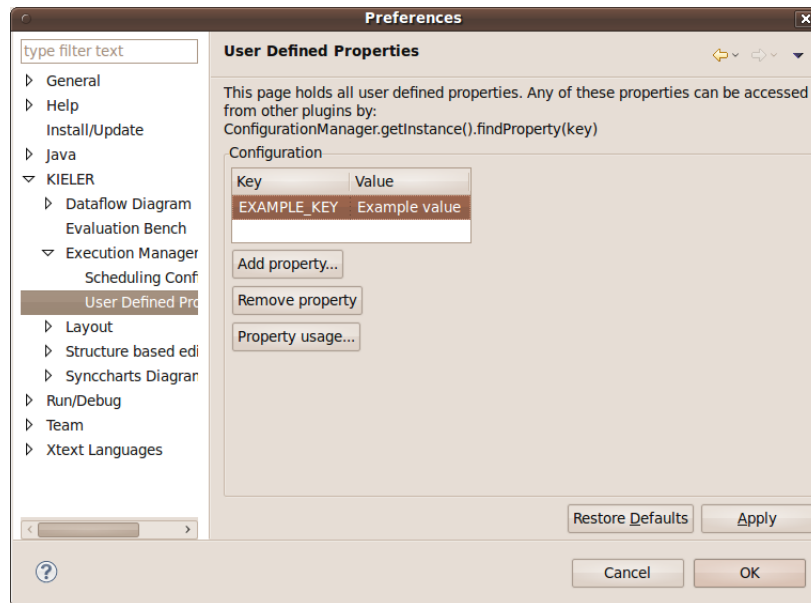 Preferences
type filter text
General
Help
Install/Update
Java
KIELER
Dataflow Diagram
Evaluation Bench
Execution Manager
Scheduling Conf
User Defined Pro
Layout
Structure based edi
Synccharts Diagram
Run/Debug
Team
Xtext Languages
User Defined Properties
This page holds all user defined properties. Any of these properties can be accessed
from other plugins by:
ConfigurationManager.getInstance().findProperty(key)
Configuration
Key Value
EXAMPLE_KEY Example value
Add property...
Remove property
Property usage...
Restore Defaults Apply
Cancel OK